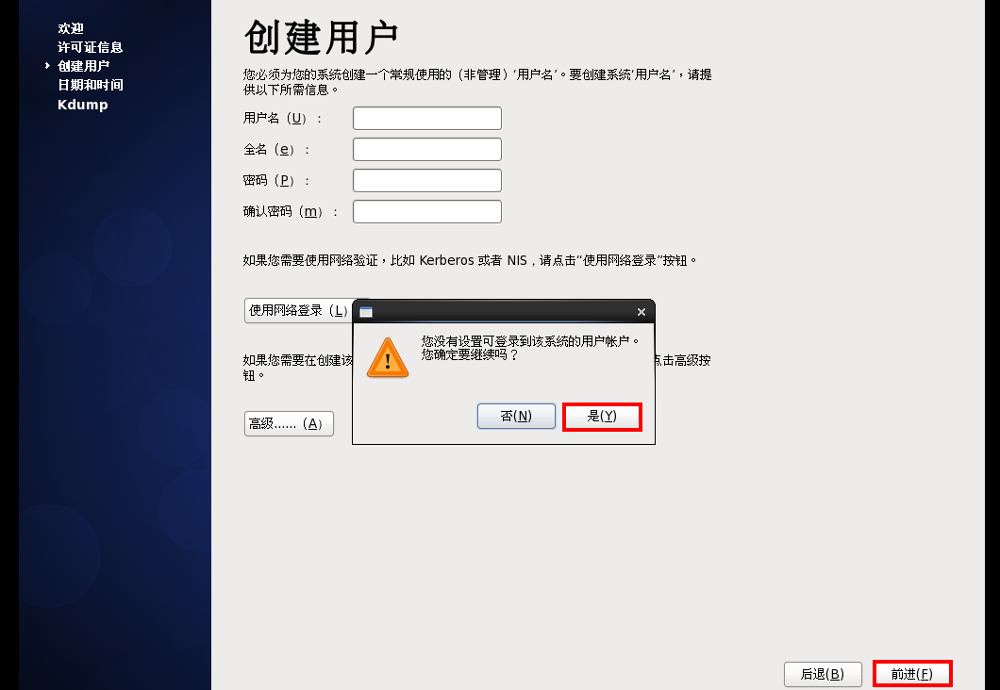 欢迎
许可证信息
创建用户
日期和时间
Kdump
创建用户
您必须为您的系统创建一个常规使用的（非管理）‘用户名’。要创建系统‘用户名’，请提
供以下所需信息。
用户名（U）：
全名（e）：
密码（P）：
确认密码（m）：
如果您需要使用网络验证，比如 Kerberos 或者 NIS，请点击“使用网络登录”按钮。
使用网络登录（L）
如果您需要在创建该
点击高级按
钮。
高级......（A）
您没有设置可登录到该系统的用户帐户。
您确定要继续吗？
否(N)
是(Y)
后退(B)
前进(F)